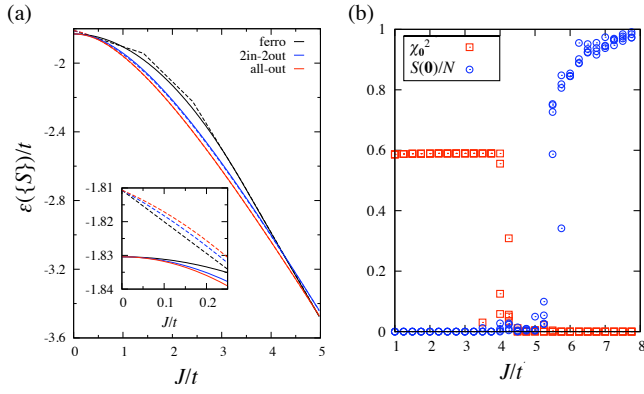 (a)
ε({S})/t
-2
-2.4
-2.8
-3.2
-3.6
ferro
2in-2out
all-out
-1.81
-1.82
-1.83
-1.84
0
0.1
0.2
J/t
0 1 2 3 4 5
J/t
(b)
χ₀²
S(0)/N
1
0.8
0.6
0.4
0.2
0
1 2 3 4 5 6 7 8
J/t